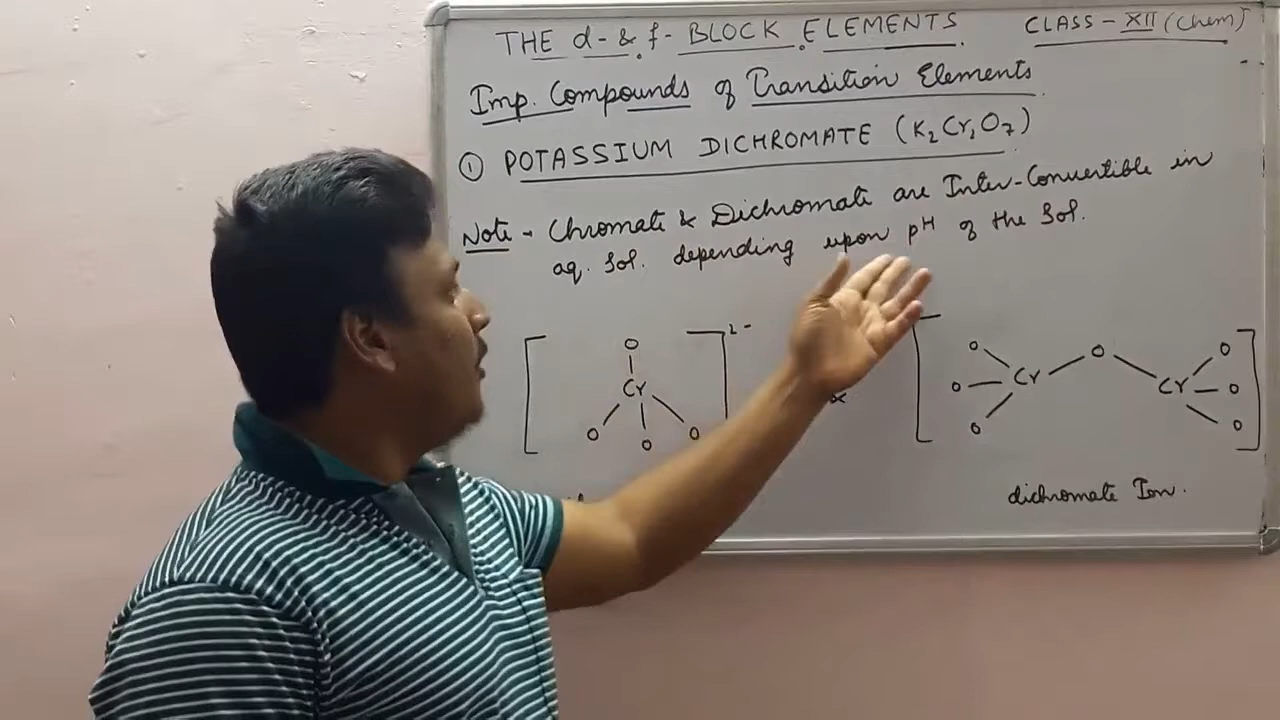 THE d- & f- BLOCK ELEMENTS. CLASS - XII (Chem)
Imp. Compounds of Transition Elements
① POTASSIUM DICHROMATE (K₂Cr₂O₇)
Note - Chromate & Dichromate are Inter-Convertible in
aq. Sol. depending upon pH of the Sol.
2-
O
Cr
O O O
O O
O Cr Cr O
O O O
dichromate Ion.